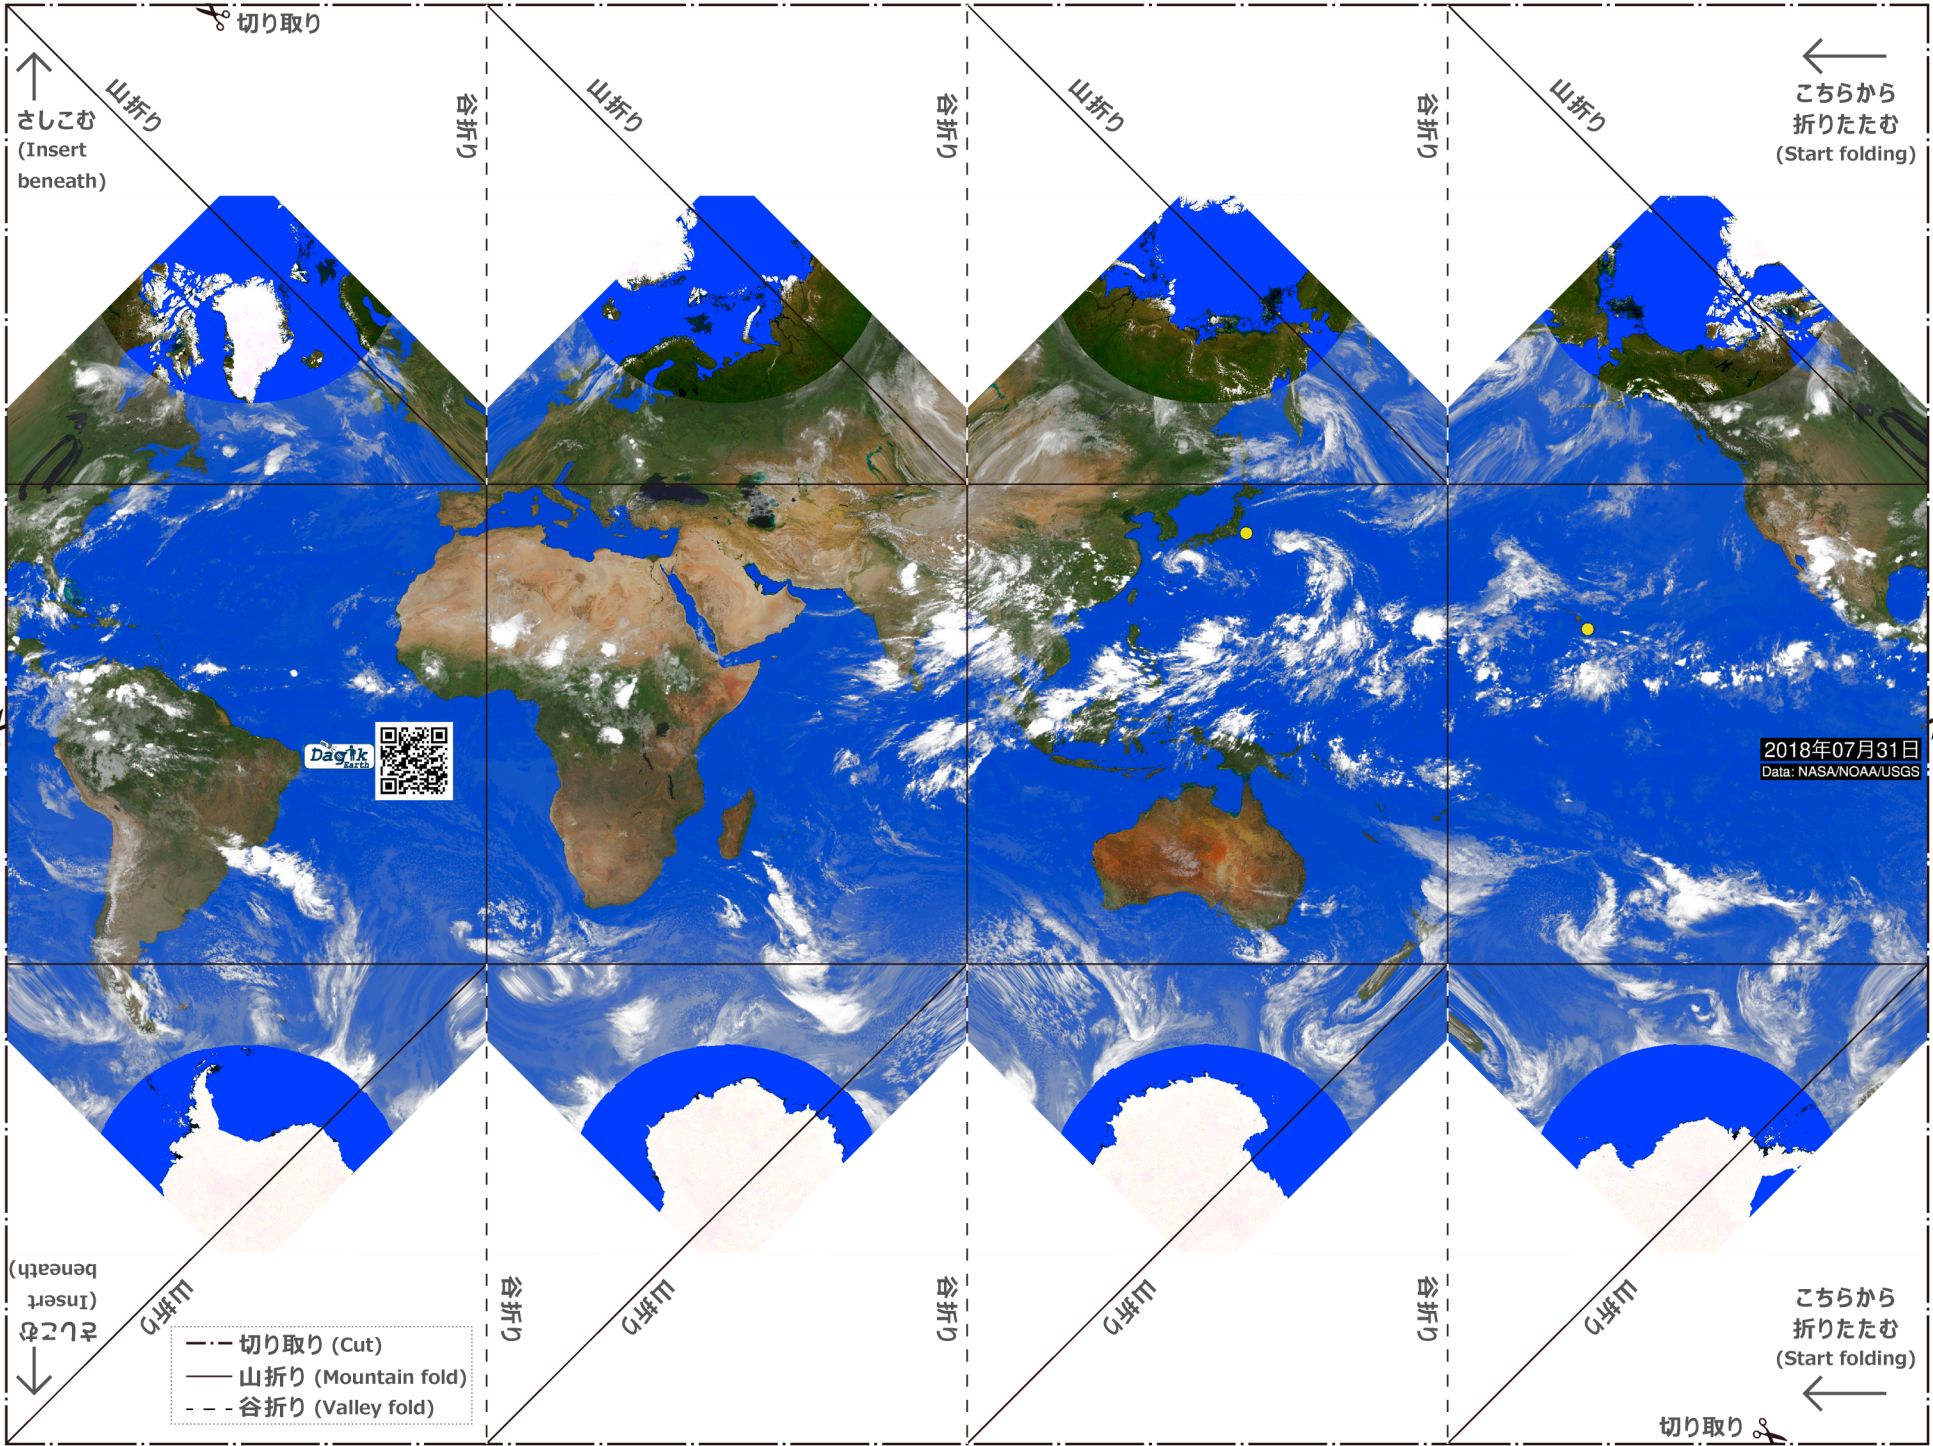 切り取り
山折り
山折り
山折り
山折り
谷折り
谷折り
谷折り
さしこむ
(Insert
beneath)
こちらから
折りたたむ
(Start folding)
Dagik
Earth
2018年07月31日
Data: NASA/NOAA/USGS
さしこむ
(Insert
beneath)
山折り
山折り
山折り
山折り
谷折り
谷折り
谷折り
こちらから
折りたたむ
(Start folding)
切り取り (Cut)
山折り (Mountain fold)
谷折り (Valley fold)
切り取り